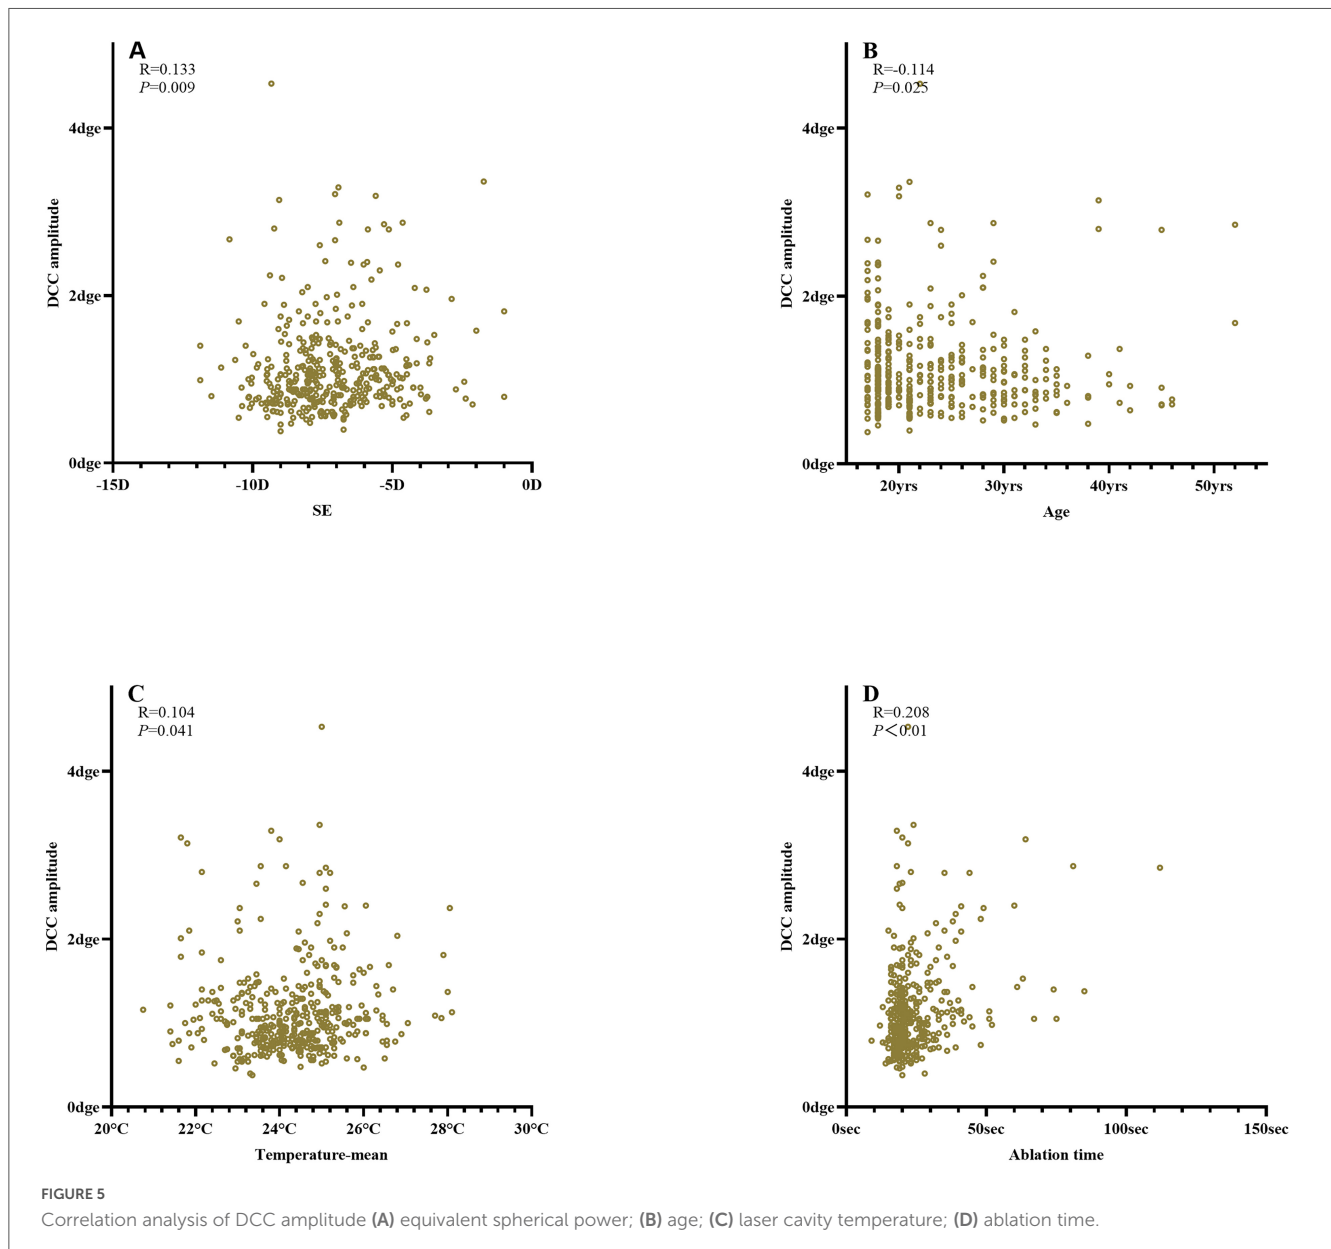 A
R=0.133
P=0.009
4dge
2dge
0dge
DCC amplitude
-15D -10D -5D 0D
SE
B
R=-0.114
P=0.025
4dge
2dge
0dge
DCC amplitude
20yrs 30yrs 40yrs 50yrs
Age
C
R=0.104
P=0.041
4dge
2dge
0dge
DCC amplitude
20°C 22°C 24°C 26°C 28°C 30°C
Temperature-mean
D
R=0.208
P<0.01
4dge
2dge
0dge
DCC amplitude
0sec 50sec 100sec 150sec
Ablation time
FIGURE 5
Correlation analysis of DCC amplitude (A) equivalent spherical power; (B) age; (C) laser cavity temperature; (D) ablation time.